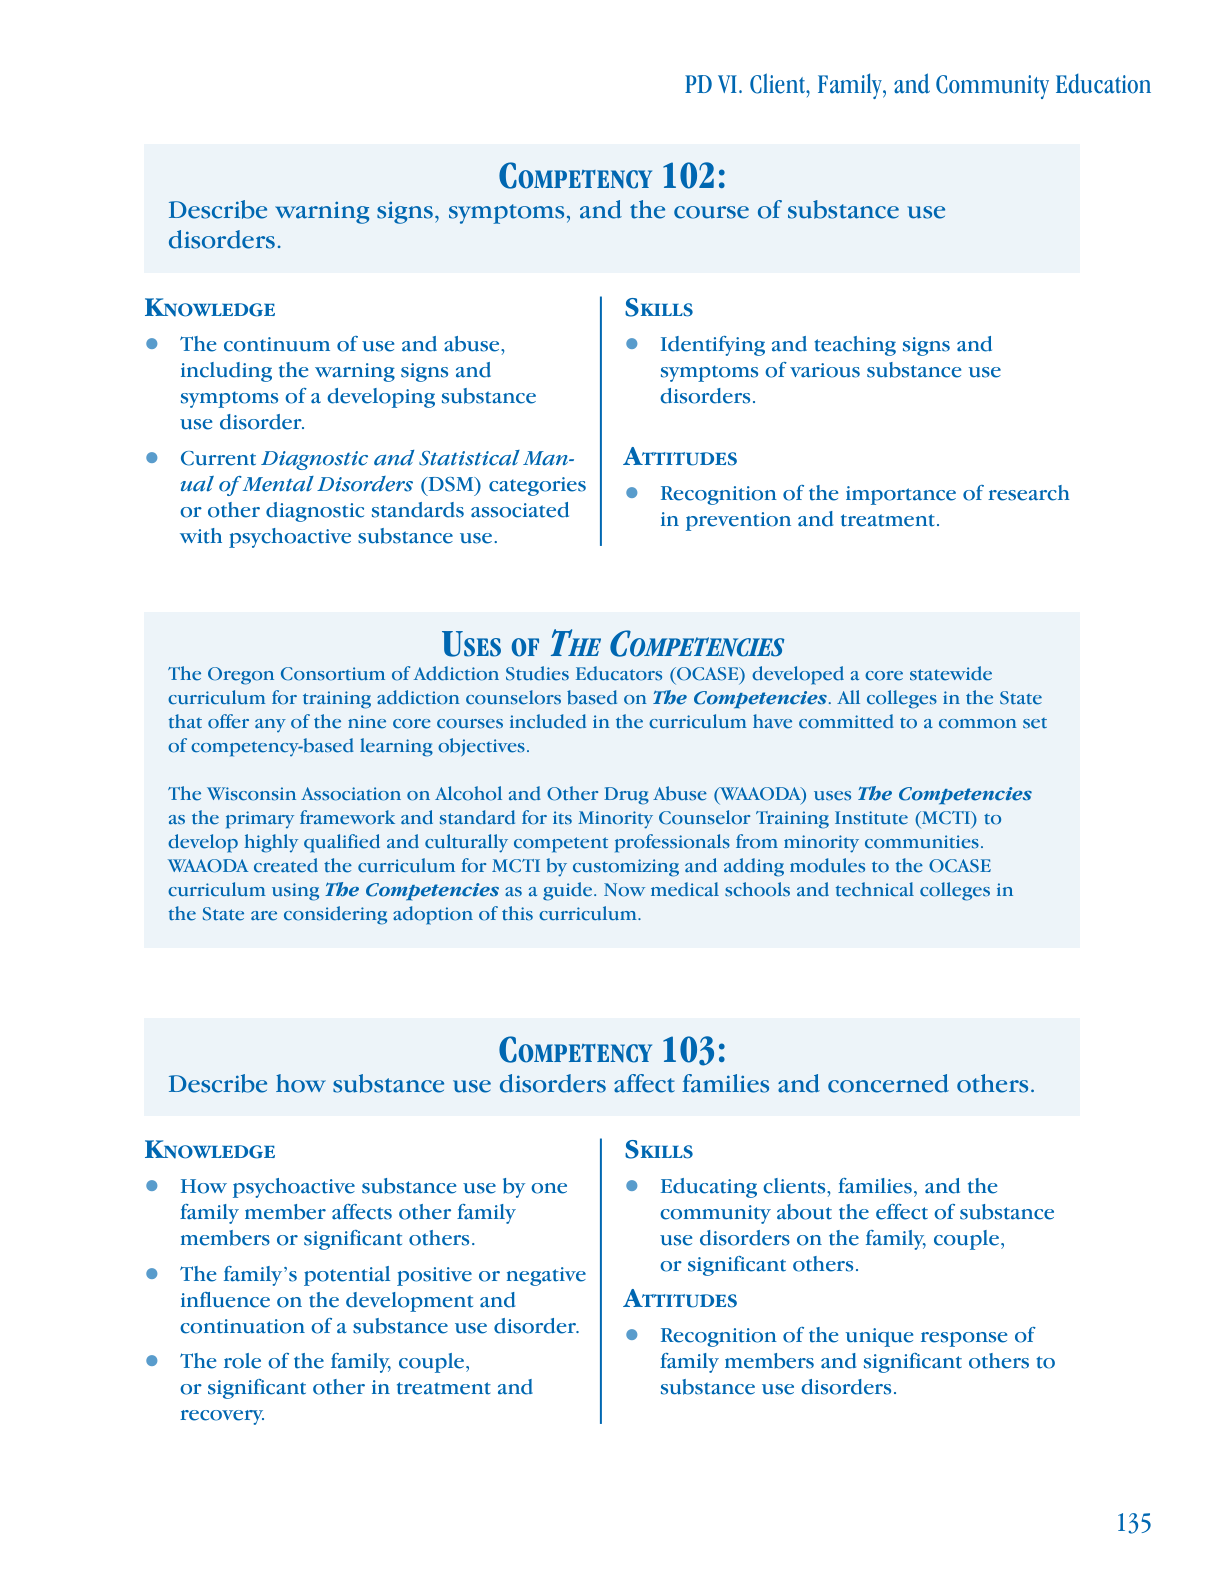 PD VI. Client, Family, and Community Education
COMPETENCY 102:
Describe warning signs, symptoms, and the course of substance use
disorders.
KNOWLEDGE
● The continuum of use and abuse,
including the warning signs and
symptoms of a developing substance
use disorder.
● Current Diagnostic and Statistical Man-
ual of Mental Disorders (DSM) categories
or other diagnostic standards associated
with psychoactive substance use.
SKILLS
● Identifying and teaching signs and
symptoms of various substance use
disorders.
ATTITUDES
● Recognition of the importance of research
in prevention and treatment.
USES OF THE COMPETENCIES
The Oregon Consortium of Addiction Studies Educators (OCASE) developed a core statewide
curriculum for training addiction counselors based on The Competencies. All colleges in the State
that offer any of the nine core courses included in the curriculum have committed to a common set
of competency-based learning objectives.
The Wisconsin Association on Alcohol and Other Drug Abuse (WAAODA) uses The Competencies
as the primary framework and standard for its Minority Counselor Training Institute (MCTI) to
develop highly qualified and culturally competent professionals from minority communities.
WAAODA created the curriculum for MCTI by customizing and adding modules to the OCASE
curriculum using The Competencies as a guide. Now medical schools and technical colleges in
the State are considering adoption of this curriculum.
COMPETENCY 103:
Describe how substance use disorders affect families and concerned others.
KNOWLEDGE
● How psychoactive substance use by one
family member affects other family
members or significant others.
● The family's potential positive or negative
influence on the development and
continuation of a substance use disorder.
● The role of the family, couple,
or significant other in treatment and
recovery.
SKILLS
● Educating clients, families, and the
community about the effect of substance
use disorders on the family, couple,
or significant others.
ATTITUDES
● Recognition of the unique response of
family members and significant others to
substance use disorders.
135